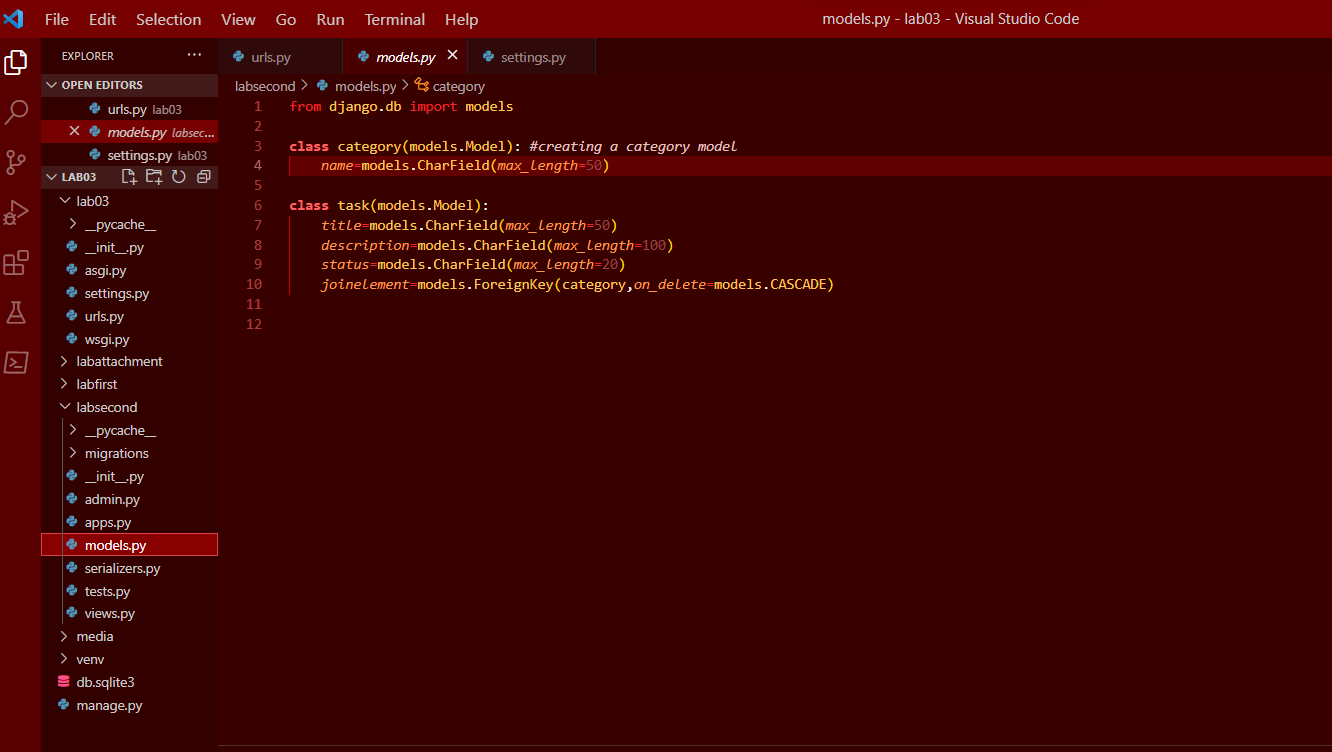 File Edit Selection View Go Run Terminal Help
models.py - lab03 - Visual Studio Code
EXPLORER ···
OPEN EDITORS
urls.py lab03
models.py labsec...
settings.py lab03
LAB03
lab03
__pycache__
__init__.py
asgi.py
settings.py
urls.py
wsgi.py
labattachment
labfirst
labsecond
__pycache__
migrations
__init__.py
admin.py
apps.py
models.py
serializers.py
tests.py
views.py
media
venv
db.sqlite3
manage.py
urls.py models.py settings.py
labsecond > models.py > category
1 from django.db import models
2
3 class category(models.Model): #creating a category model
4     name=models.CharField(max_length=50)
5
6 class task(models.Model):
7     title=models.CharField(max_length=50)
8     description=models.CharField(max_length=100)
9     status=models.CharField(max_length=20)
10     joinelement=models.ForeignKey(category,on_delete=models.CASCADE)
11
12